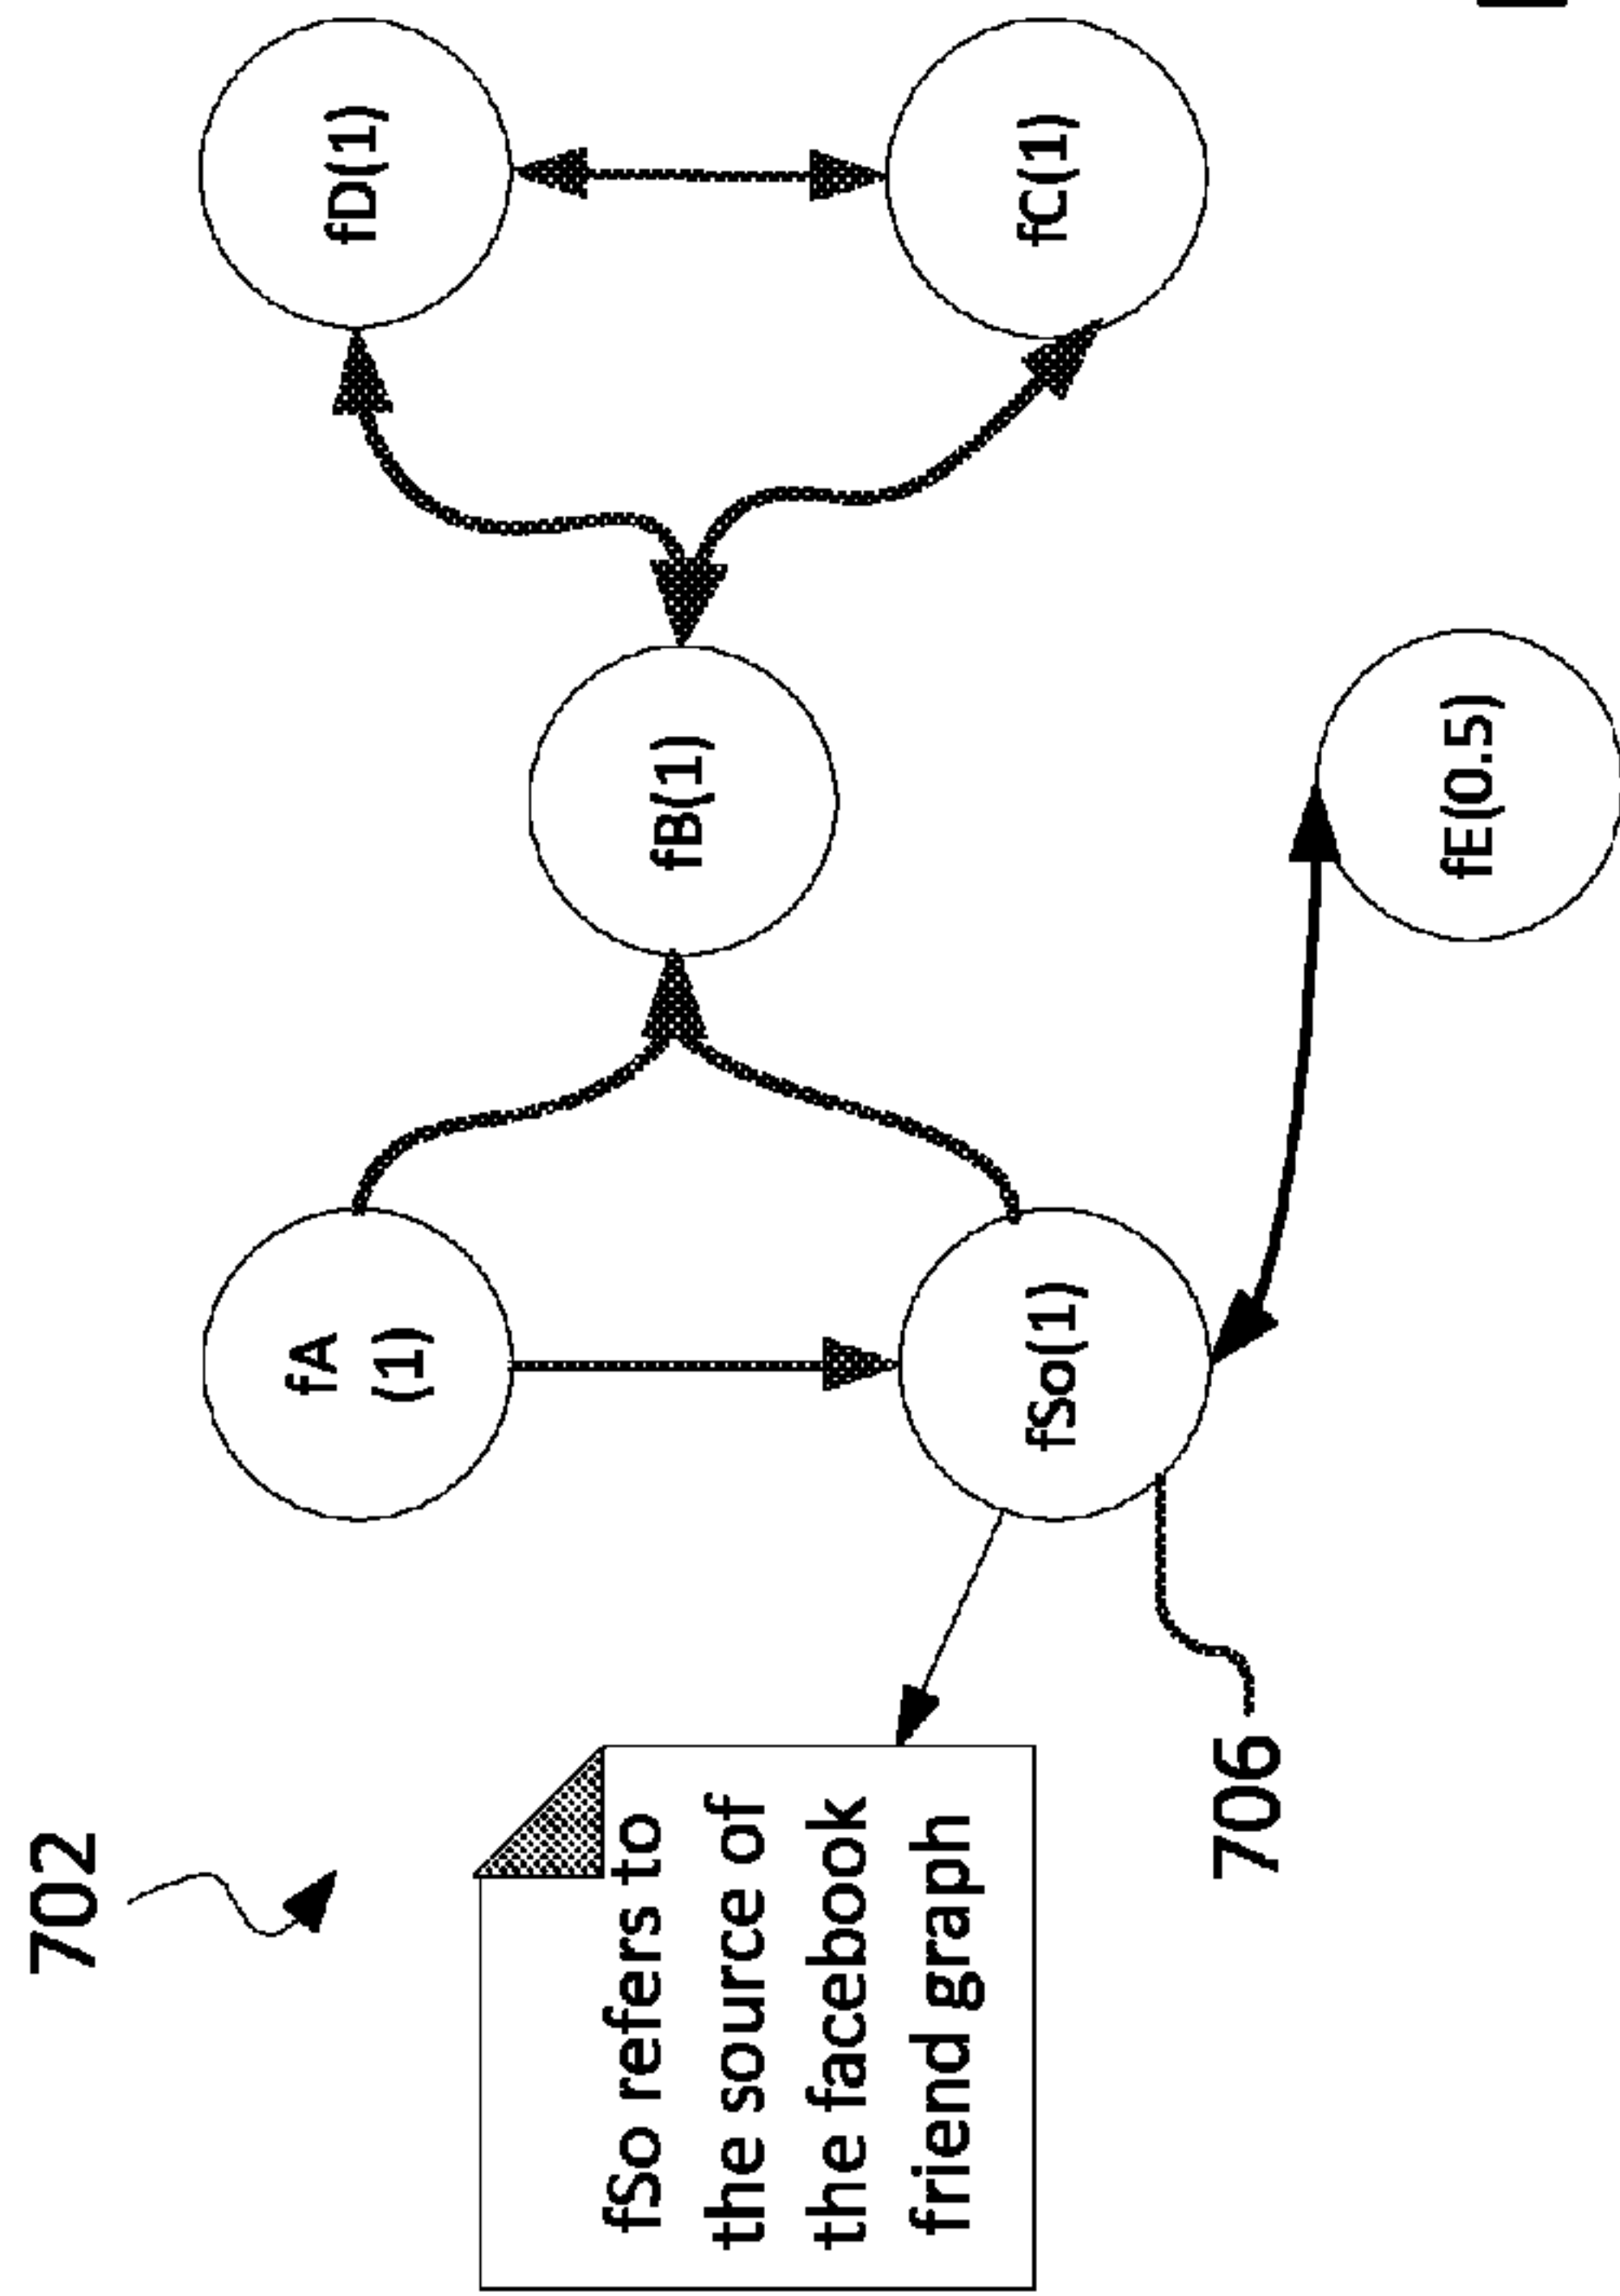 702
fA
(1)
fD(1)
fB(1)
fSo refers to
the source of
the facebook
friend graph
fSo(1)
fC(1)
706
fE(0.5)